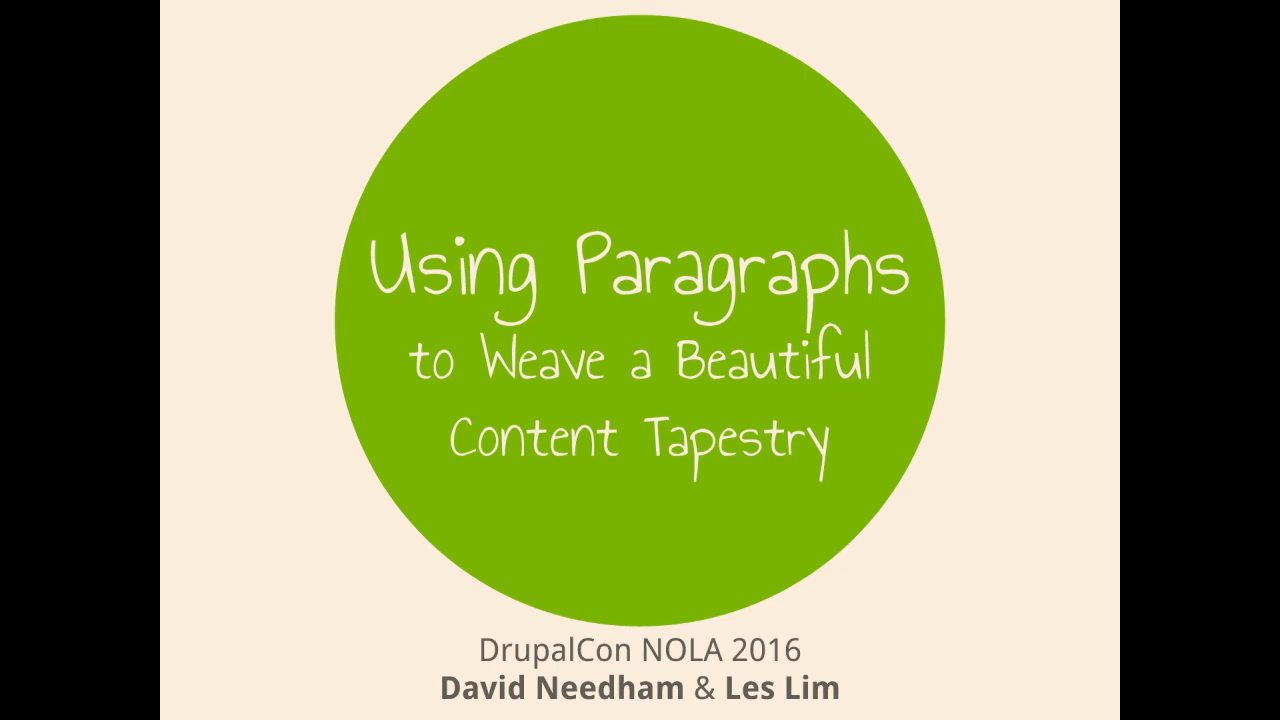 Using Paragraphs
to Weave a Beautiful
Content Tapestry
DrupalCon NOLA 2016
David Needham & Les Lim